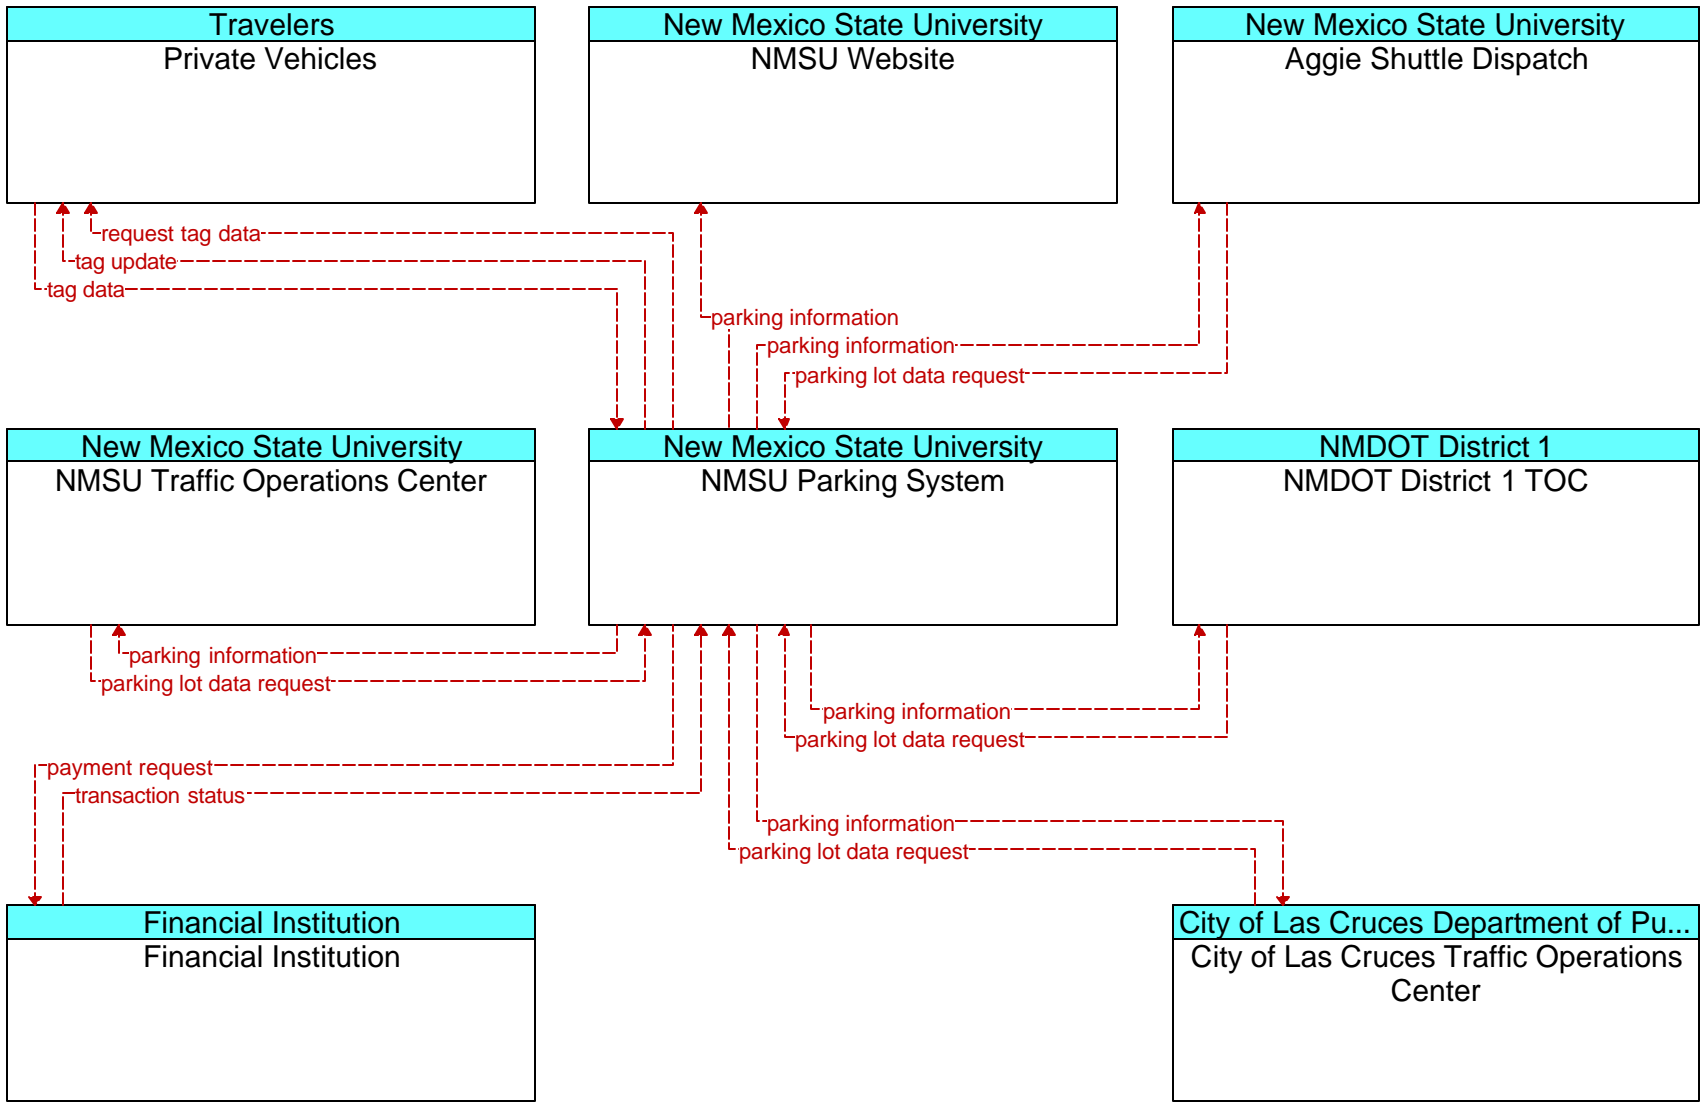 Travelers
Private Vehicles
New Mexico State University
NMSU Website
New Mexico State University
Aggie Shuttle Dispatch
request tag data
tag update
tag data
parking information
parking information
parking lot data request
New Mexico State University
NMSU Traffic Operations Center
New Mexico State University
NMSU Parking System
NMDOT District 1
NMDOT District 1 TOC
parking information
parking lot data request
parking information
parking lot data request
payment request
transaction status
parking information
parking lot data request
Financial Institution
Financial Institution
City of Las Cruces Department of Pu...
City of Las Cruces Traffic Operations
Center